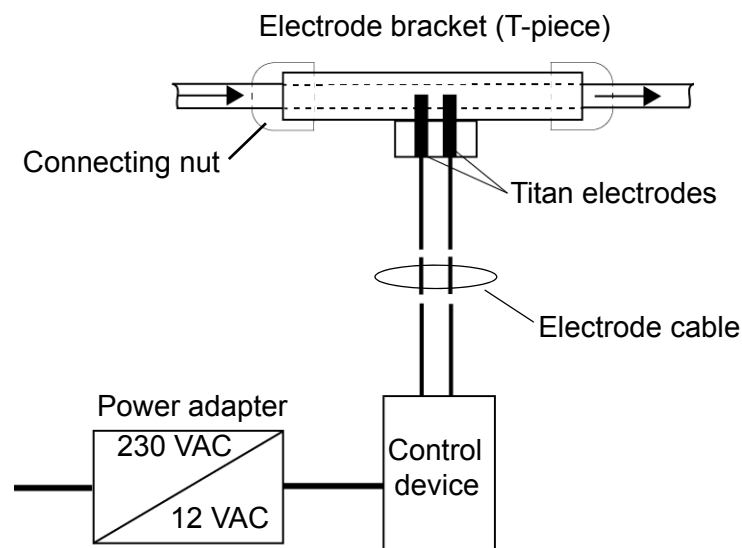 Electrode bracket (T-piece)
Connecting nut
Titan electrodes
Electrode cable
Power adapter
230 VAC
12 VAC
Control
device